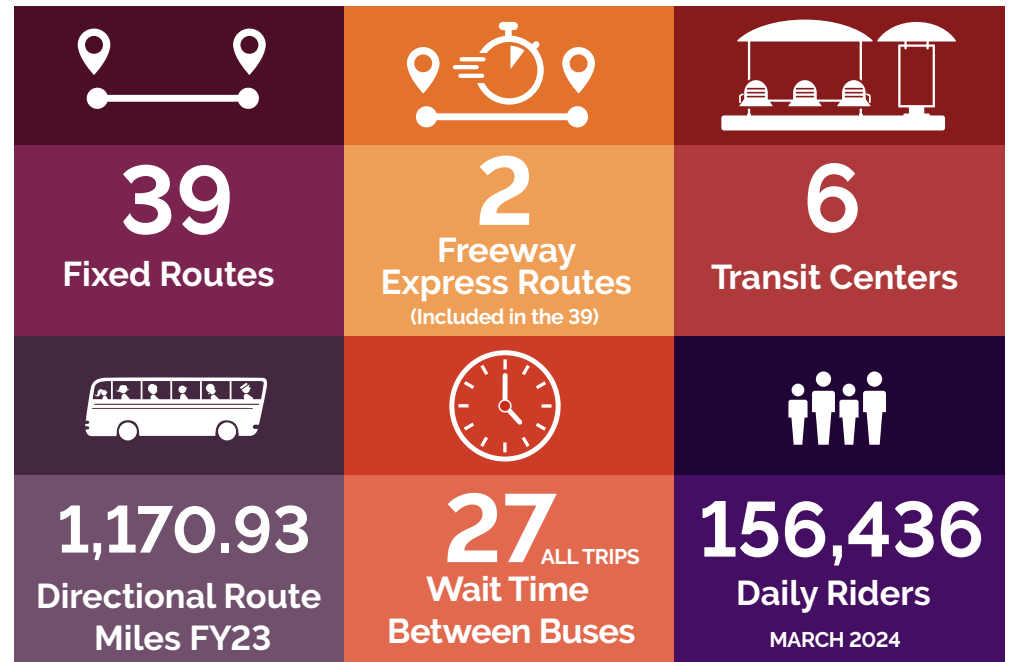 39
Fixed Routes
2
Freeway
Express Routes
(Included in the 39)
6
Transit Centers
1,170.93
Directional Route
Miles FY23
27 ALL TRIPS
Wait Time
Between Buses
156,436
Daily Riders
MARCH 2024